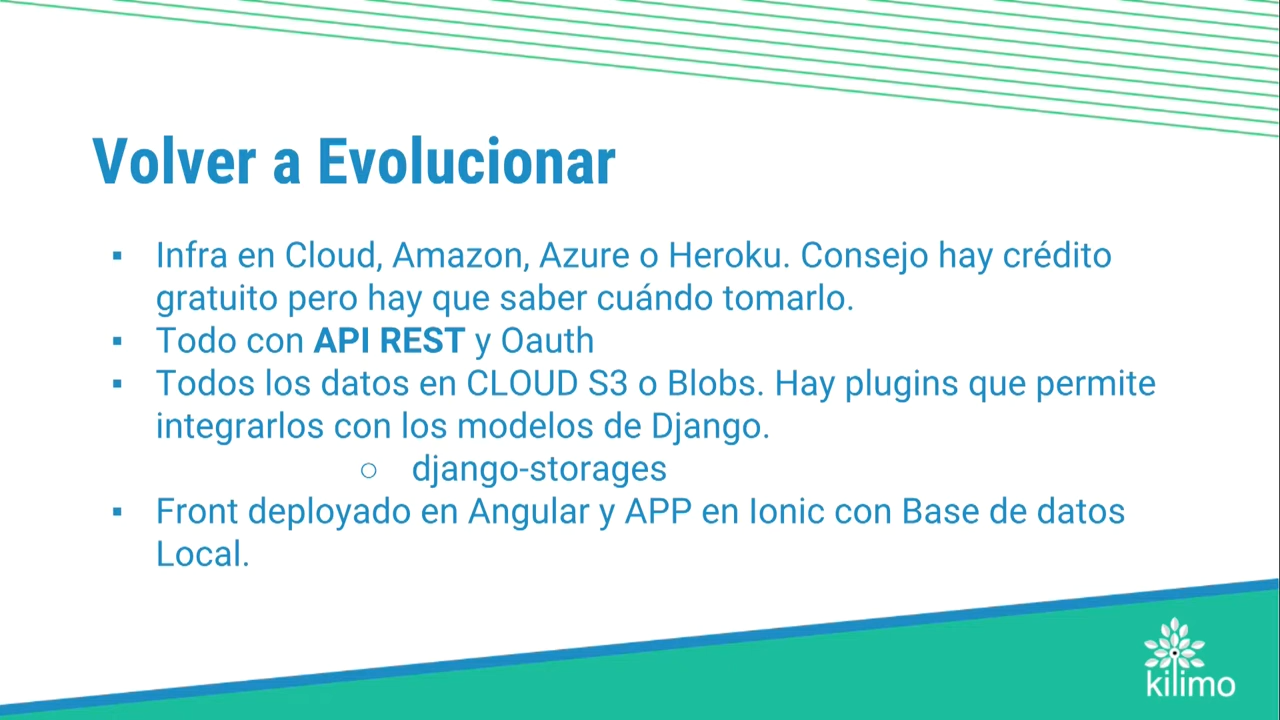 Volver a Evolucionar
▪ Infra en Cloud, Amazon, Azure o Heroku. Consejo hay crédito
gratuito pero hay que saber cuándo tomarlo.
▪ Todo con API REST y Oauth
▪ Todos los datos en CLOUD S3 o Blobs. Hay plugins que permite
integrarlos con los modelos de Django.
○ django-storages
▪ Front deployado en Angular y APP en Ionic con Base de datos
Local.
kilimo